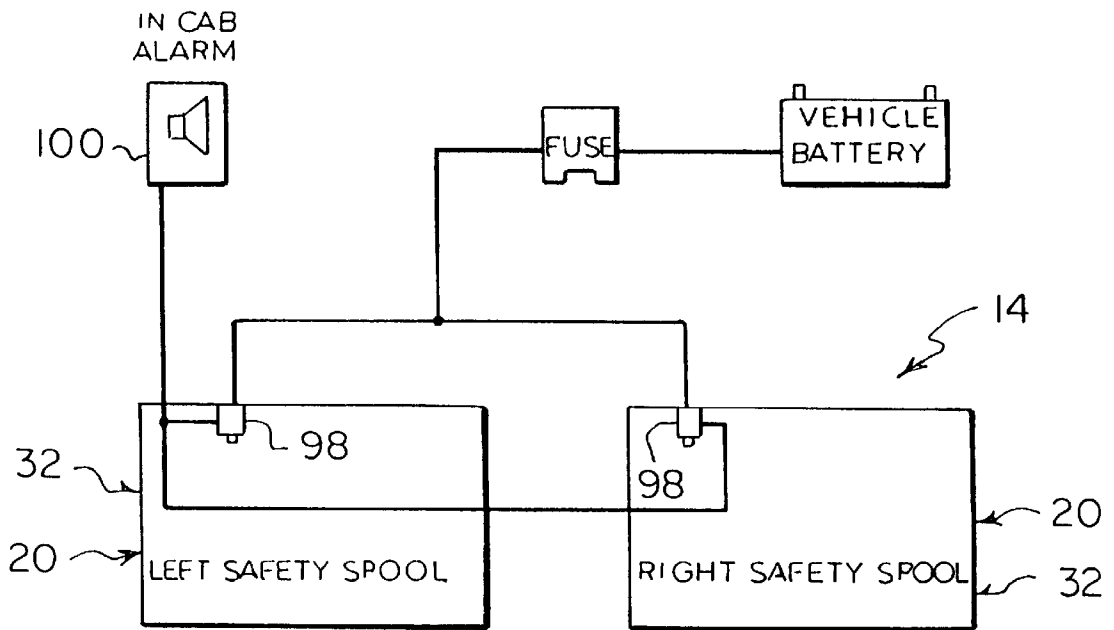 IN CAB
ALARM
100
FUSE
VEHICLE
BATTERY
14
98
98
32
20
20
32
LEFT SAFETY SPOOL
RIGHT SAFETY SPOOL